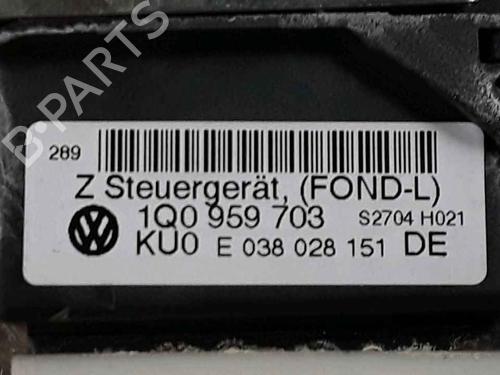 B-PARTS
289
Z Steuergerät, (FOND-L)
1Q0 959 703 S2704 H021
KU0 E 038 028 151 DE